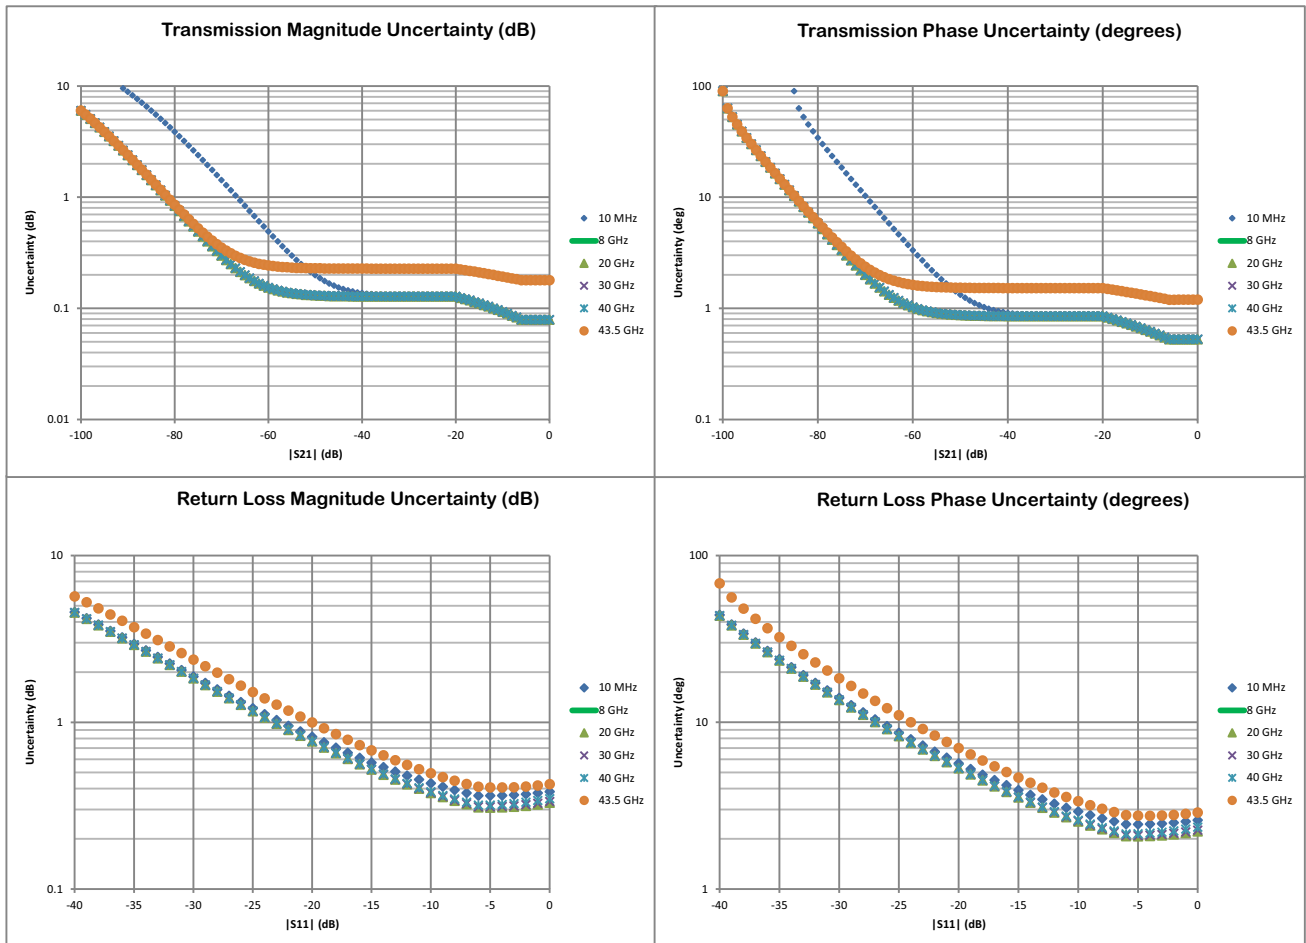 Transmission Magnitude Uncertainty (dB)
10
1
0.1
0.01
Uncertainty (dB)
-100
-80
-60
-40
-20
0
|S21| (dB)
10 MHz
8 GHz
20 GHz
30 GHz
40 GHz
43.5 GHz
Transmission Phase Uncertainty (degrees)
100
10
1
0.1
Uncertainty (deg)
-100
-80
-60
-40
-20
0
|S21| (dB)
10 MHz
8 GHz
20 GHz
30 GHz
40 GHz
43.5 GHz
Return Loss Magnitude Uncertainty (dB)
10
1
0.1
Uncertainty (dB)
-40
-35
-30
-25
-20
-15
-10
-5
0
|S11| (dB)
10 MHz
8 GHz
20 GHz
30 GHz
40 GHz
43.5 GHz
Return Loss Phase Uncertainty (degrees)
100
10
1
Uncertainty (deg)
-40
-35
-30
-25
-20
-15
-10
-5
0
|S11| (dB)
10 MHz
8 GHz
20 GHz
30 GHz
40 GHz
43.5 GHz